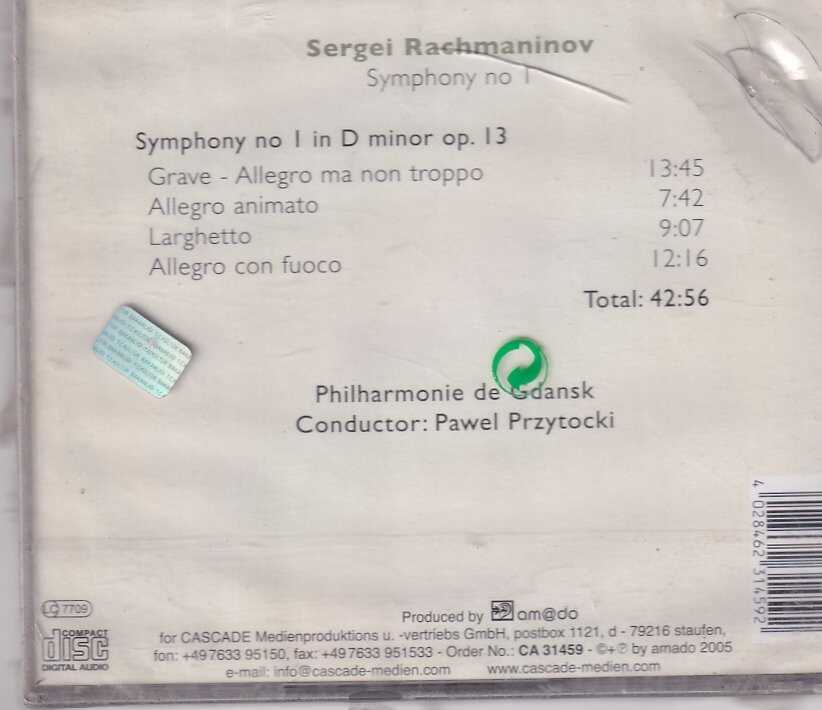 Sergei Rachmaninov
Symphony no 1
Symphony no 1 in D minor op. 13
Grave - Allegro ma non troppo 13:45
Allegro animato 7:42
Larghetto 9:07
Allegro con fuoco 12:16
Total: 42:56
Philharmonie de Gdansk
Conductor: Pawel Przytocki
4 028462 314592
LC 7709
COMPACT
disc
DIGITAL AUDIO
Produced by am@do
for CASCADE Medienproduktions u. -vertriebs GmbH, postbox 1121, d - 79216 staufen,
fon: +497633 95150, fax: +497633 951533 - Order No.: CA 31459 - ©+℗ by amado 2005
e-mail: info@cascade-medien.com www.cascade-medien.com